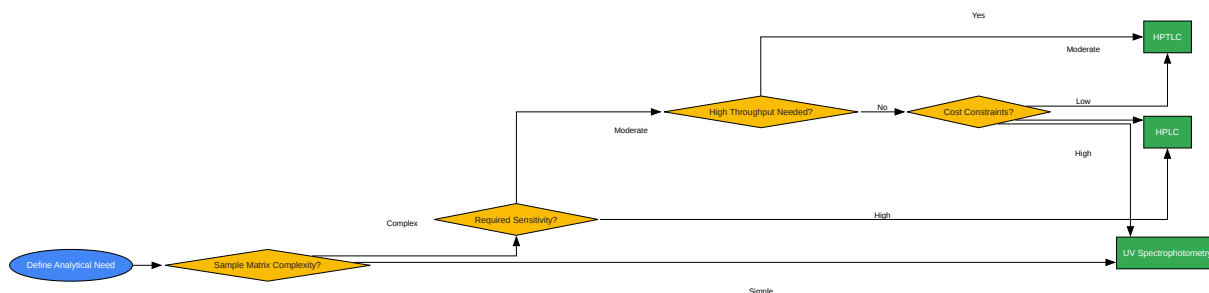 Yes
HPTLC
Moderate
High Throughput Needed?
No
Cost Constraints?
Low
HPLC
Moderate
High
Complex
Required Sensitivity?
High
Define Analytical Need
Sample Matrix Complexity?
UV Spectrophotometry
Simple